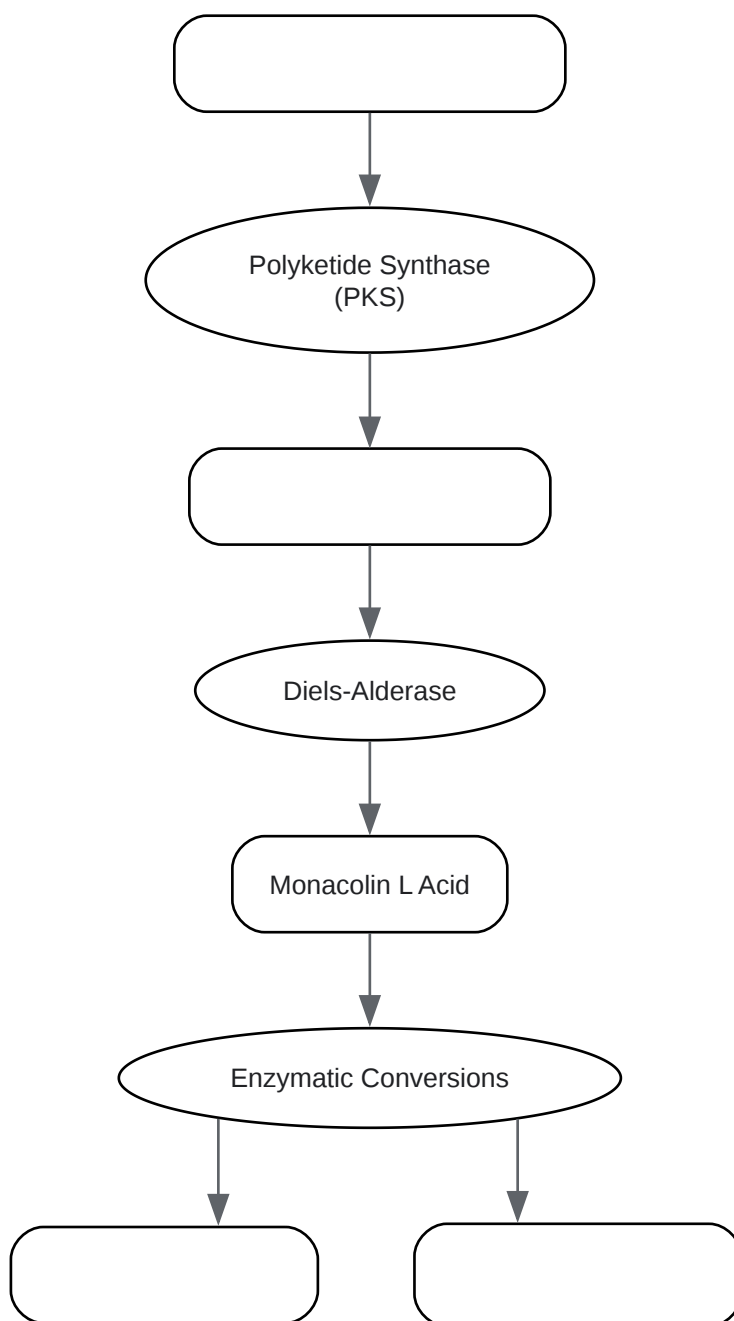 Polyketide Synthase
(PKS)
Diels-Alderase
Monacolin L Acid
Enzymatic Conversions